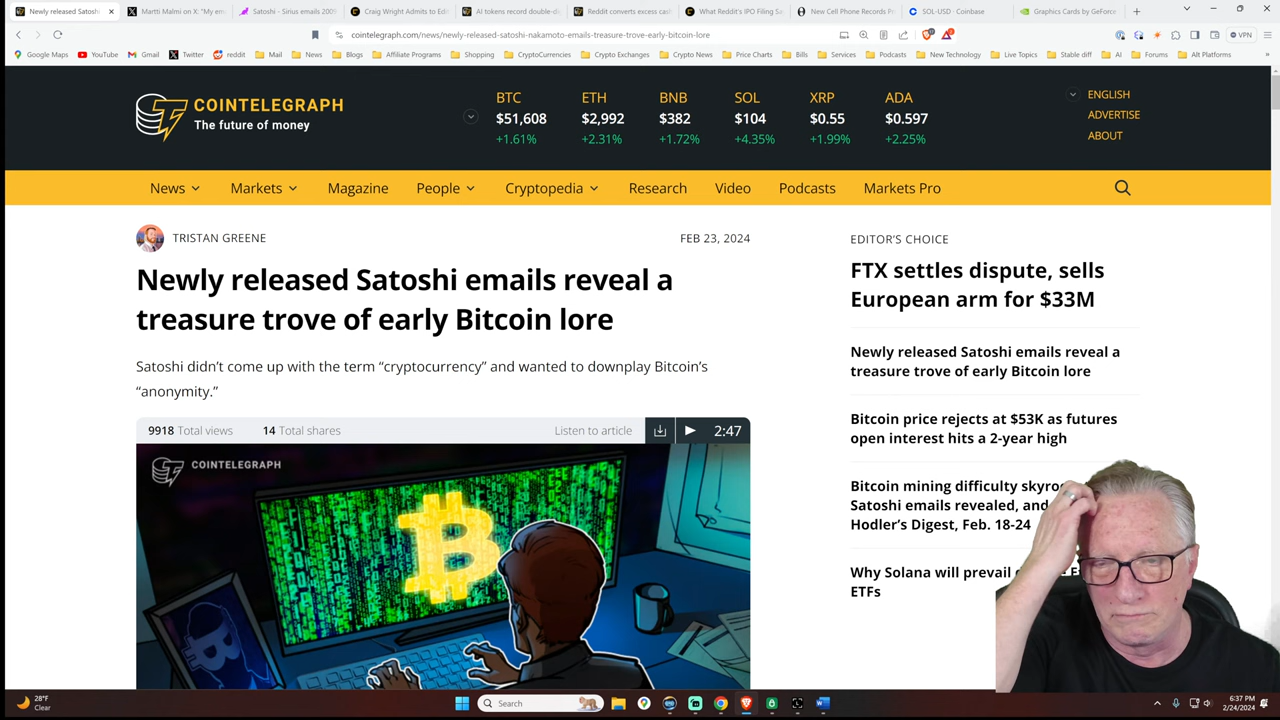 Newly released Satoshi
Martti Malmi on X: "My em
Satoshi - Sirius emails 2009
Craig Wright Admits to Ed
AI tokens record double-di
Reddit converts excess cash
What Reddit's IPO Filing Sa
New Cell Phone Records Po
SOL-USD · Coinbase
Graphics Cards by GeForce
cointelegraph.com/news/newly-released-satoshi-nakamoto-emails-treasure-trove-early-bitcoin-lore
VPN
Google Maps YouTube Gmail Twitter reddit Mail News Blogs Affiliate Programs Shopping CryptoCurrencies Crypto Exchanges Crypto News Price Charts Bills Services Podcasts New Technology Live Topics Stable diff AI Forums Alt Platforms
COINTELEGRAPH
The future of money
BTC ETH BNB SOL XRP ADA
$51,608 $2,992 $382 $104 $0.55 $0.597
+1.61% +2.31% +1.72% +4.35% +1.99% +2.25%
ENGLISH
ADVERTISE
ABOUT
News Markets Magazine People Cryptopedia Research Video Podcasts Markets Pro
TRISTAN GREENE FEB 23, 2024
Newly released Satoshi emails reveal a
treasure trove of early Bitcoin lore
Satoshi didn't come up with the term “cryptocurrency” and wanted to downplay Bitcoin's
“anonymity.”
9918 Total views 14 Total shares Listen to article 2:47
COINTELEGRAPH
EDITOR'S CHOICE
FTX settles dispute, sells
European arm for $33M
Newly released Satoshi emails reveal a
treasure trove of early Bitcoin lore
Bitcoin price rejects at $53K as futures
open interest hits a 2-year high
Bitcoin mining difficulty skyro
Satoshi emails revealed, and
Hodler's Digest, Feb. 18-24
Why Solana will prevail
ETFs
28°F
Clear
Search
6:37 PM
2/24/2024